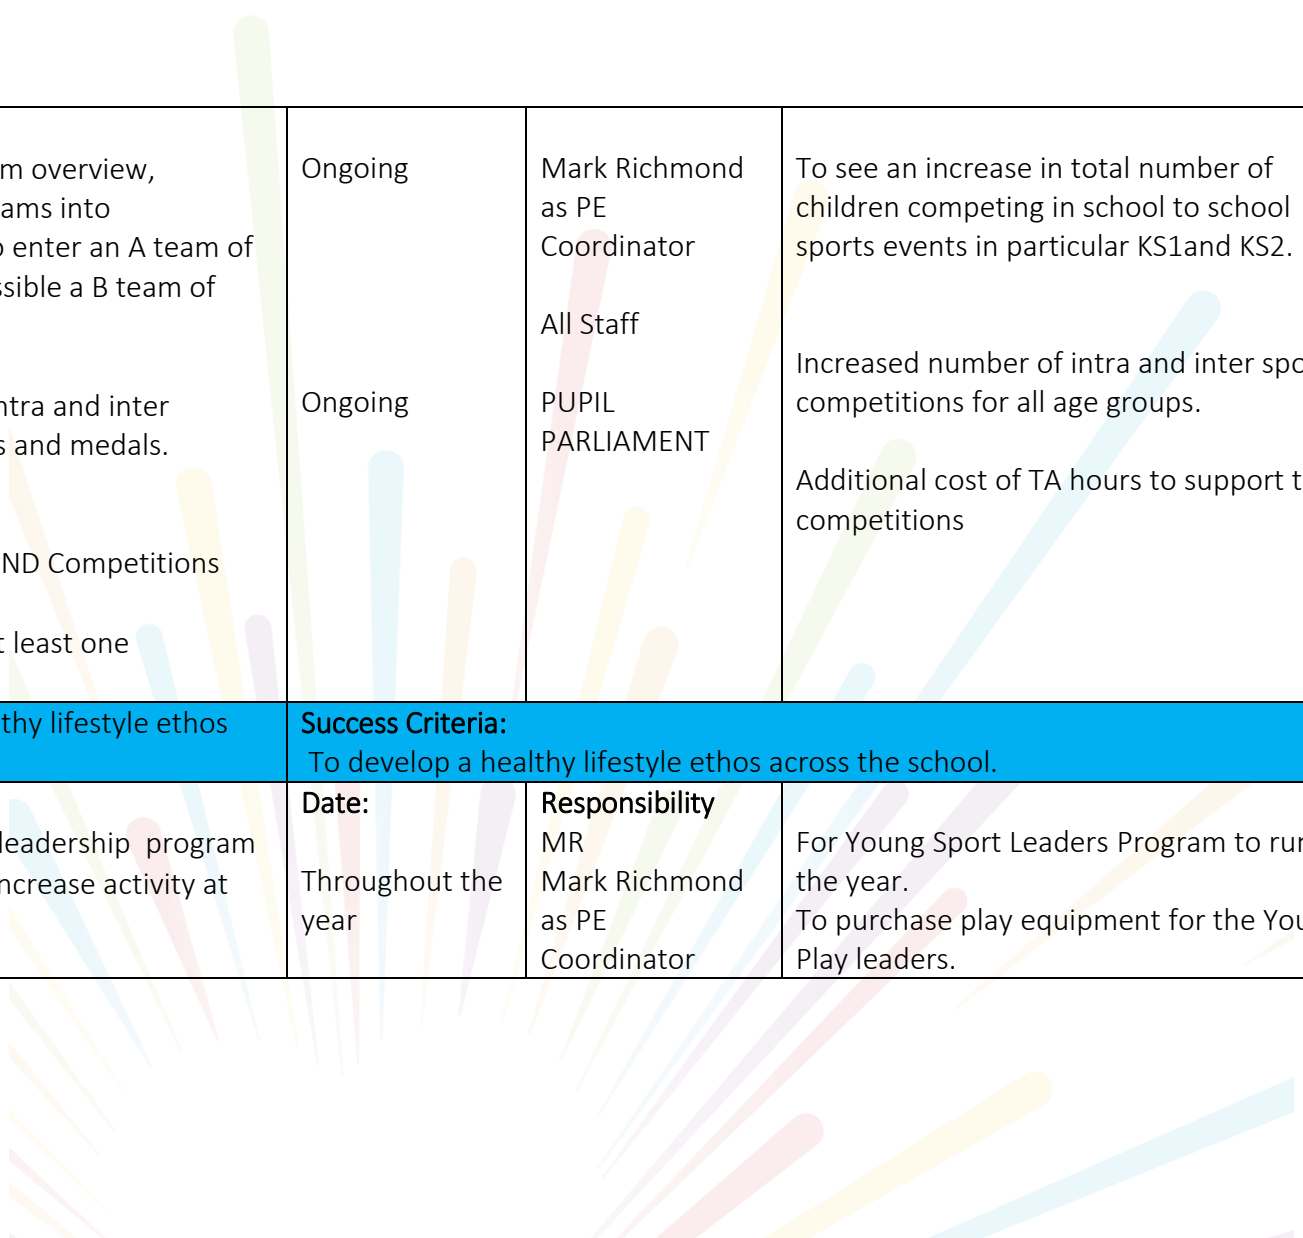 m overview,
ams into
o enter an A team of
ssible a B team of
ntra and inter
s and medals.
ND Competitions
t least one
Ongoing
Ongoing
Mark Richmond
as PE
Coordinator
All Staff
PUPIL
PARLIAMENT
To see an increase in total number of
children competing in school to school
sports events in particular KS1and KS2.
Increased number of intra and inter spo
competitions for all age groups.
Additional cost of TA hours to support t
competitions
thy lifestyle ethos
Success Criteria:
To develop a healthy lifestyle ethos across the school.
leadership program
ncrease activity at
Date:
Throughout the
year
Responsibility
MR
Mark Richmond
as PE
Coordinator
For Young Sport Leaders Program to run
the year.
To purchase play equipment for the You
Play leaders.